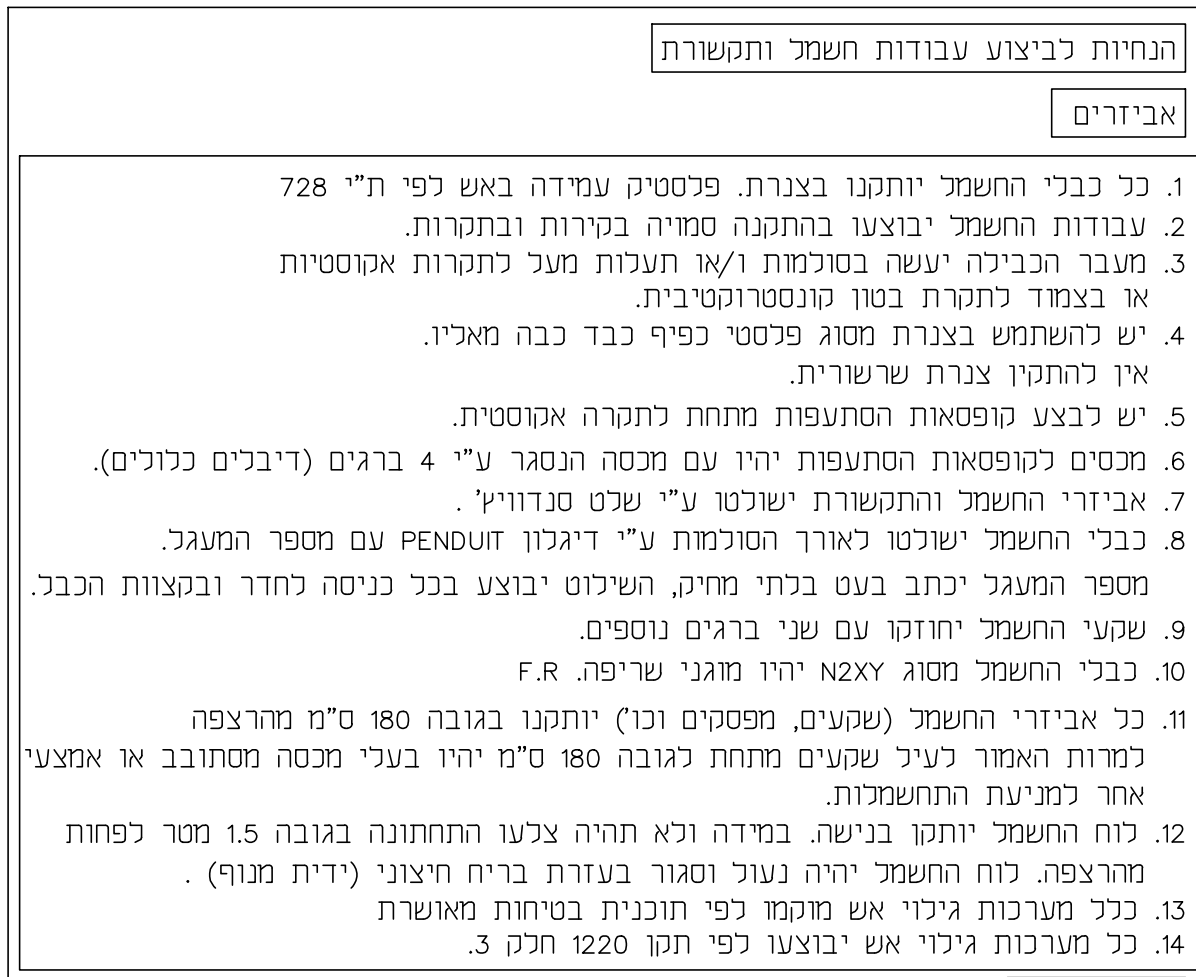 הנחיות לביצוע עבודות חשמל ותקשורת
אביזרים
1. כל כבלי החשמל יותקנו בצנרת. פלסטיק עמידה באש לפי ת"י 728
2. עבודות החשמל יבוצעו בהתקנה סמויה בקירות ובתקרות.
3. מעבר הכבילה יעשה בסולמות ו/או תעלות מעל לתקרות אקוסטיות
או בצמוד לתקרת בטון קונסטרוקטיבית.
4. יש להשתמש בצנרת מסוג פלסטי כפיף כבד כבה מאליו.
אין להתקין צנרת שרשורית.
5. יש לבצע קופסאות הסתעפות מתחת לתקרה אקוסטית.
6. מכסים לקופסאות הסתעפות יהיו עם מכסה הנסגר ע"י 4 ברגים (דיבלים כלולים).
7. אביזרי החשמל והתקשורת ישולטו ע"י שלט סנדוויץ' .
8. כבלי החשמל ישולטו לאורך הסולמות ע"י דיגלון PENDUIT עם מספר המעגל.
מספר המעגל יכתב בעט בלתי מחיק, השילוט יבוצע בכל כניסה לחדר ובקצוות הכבל.
9. שקעי החשמל יחוזקו עם שני ברגים נוספים.
10. כבלי החשמל מסוג N2XY יהיו מוגני שריפה. F.R
11. כל אביזרי החשמל (שקעים, מפסקים וכו') יותקנו בגובה 180 ס"מ מהרצפה
למרות האמור לעיל שקעים מתחת לגובה 180 ס"מ יהיו בעלי מכסה מסתובב או אמצעי
אחר למניעת התחשמלות.
12. לוח החשמל יותקן בנישה. במידה ולא תהיה צלעו התחתונה בגובה 1.5 מטר לפחות
מהרצפה. לוח החשמל יהיה נעול וסגור בעזרת בריח חיצוני (ידית מנוף) .
13. כלל מערכות גילוי אש מוקמו לפי תוכנית בטיחות מאושרת
14. כל מערכות גילוי אש יבוצעו לפי תקן 1220 חלק 3.